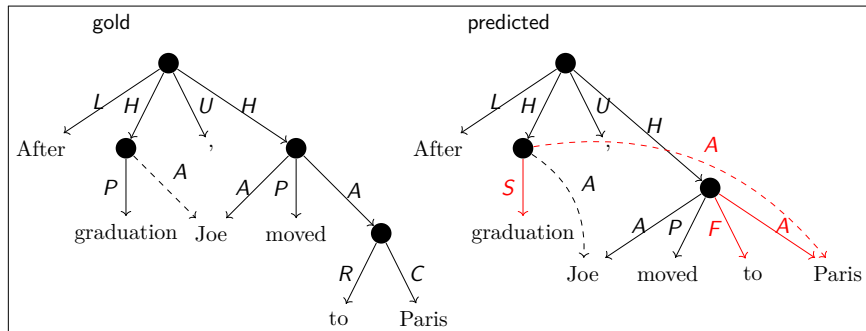 gold predicted
L H U H L H U H
After , After ,
P A A P A S A A
graduation Joe moved graduation
A P F A
R C Joe moved to Paris
to Paris